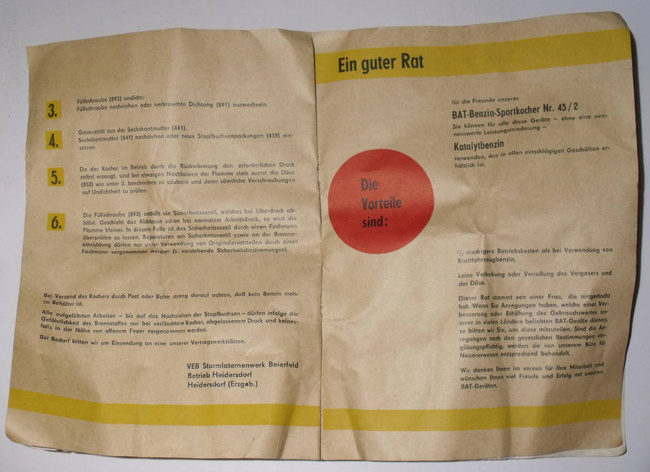 3.
Füllschraube (893) undicht:
Füllschraube nachziehen oder verbrauchte Dichtung (891) auswechseln.
4.
Gasaustritt aus der Sechskantmutter (441).
Sechskantmutter (441) nachziehen oder neue Stopfbuchsenpackungen (439) ein-
setzen.
5.
Da der Kocher im Betrieb durch die Rückwärmung den erforderlichen Druck
selbst erzeugt, und bei etwaigen Nachlassen der Flamme stets zuerst die Düse
(852) wie unter 2. beschrieben zu säubern und dann sämtliche Verschraubungen
auf Undichtheit zu prüfen.
6.
Die Füllschraube (893) enthält ein Sicherheitsventil, welches bei Überdruck ab-
bläst. Geschieht das Abblasen schon bei normalem Arbeitsdruck, so wird die
Flamme kleiner. In diesem Falle ist das Sicherheitsventil durch einen Fachmann
überprüfen zu lassen. Reparaturen am Sicherheitsventil sowie an der Brenner-
einrichtung dürfen nur unter Verwendung von Originalersatzteilen durch einen
Fachmann vorgenommen werden (s. vorstehende Sicherheitsbestimmungen).
Bei Versand des Kochers durch Post oder Bahn streng darauf achten, daß kein Benzin mehr
im Behälter ist.
Alle aufgeführten Arbeiten – bis auf das Nachziehen der Stopfbuchsen – dürfen infolge der
Gefährlichkeit des Brennstoffes nur bei verlöschtem Kocher, abgelassenem Druck und keines-
falls in der Nähe von offenem Feuer vorgenommen werden.
Bei Bedarf bitten wir um Einsendung an eine unserer Vertragswerkstätten.
VEB Sturmlaternenwerk Beierfeld
Betrieb Heidersdorf
Heidersdorf (Erzgeb.)
Ein guter Rat
für die Freunde unseres
BAT-Benzin-Sportkocher Nr. 45/2
Sie können für alle diese Geräte – ohne eine nen-
nenswerte Leistungsminderung –
Katalytbenzin
verwenden, das in allen einschlägigen Geschäften er-
hältlich ist.
Die
Vorteile
sind:
niedrigere Betriebskosten als bei Verwendung von
Kraftfahrzeugbenzin,
keine Verkokung oder Verrußung des Vergasers und
der Düse.
Dieser Rat stammt von einer Frau, die mitgedacht
hat. Wenn Sie Anregungen haben, welche einer Ver-
besserung oder Erhöhung des Gebrauchswertes un-
serer in vielen Ländern beliebten BAT-Geräte dienen,
so bitten wir Sie, uns diese mitzuteilen. Sind die An-
regungen nach den gesetzlichen Bestimmungen ver-
gütungspflichtig, werden sie von unserem Büro für
Neuererwesen entsprechend behandelt.
Wir danken Ihnen im voraus für Ihre Mitarbeit und
wünschen Ihnen viel Freude und Erfolg mit unseren
BAT-Geräten.